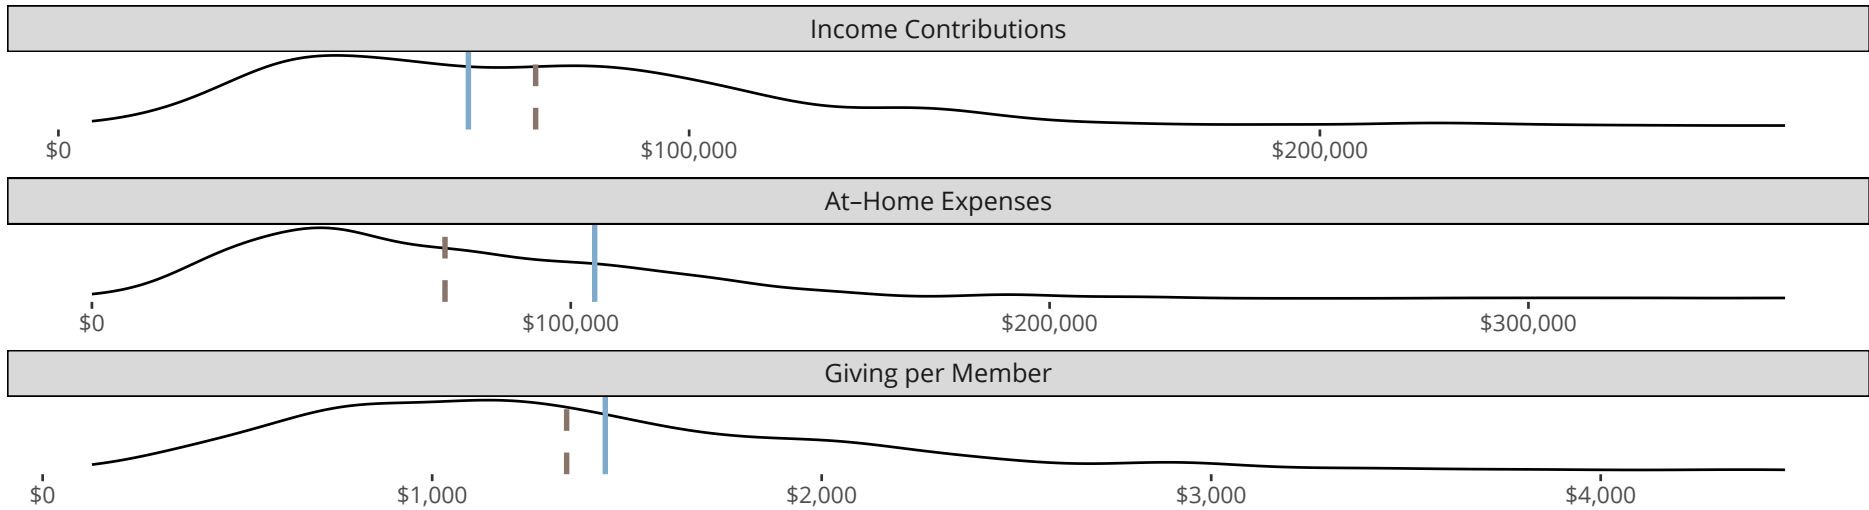 Income Contributions
$0 $100,000 $200,000
At–Home Expenses
$0 $100,000 $200,000 $300,000
Giving per Member
$0 $1,000 $2,000 $3,000 $4,000